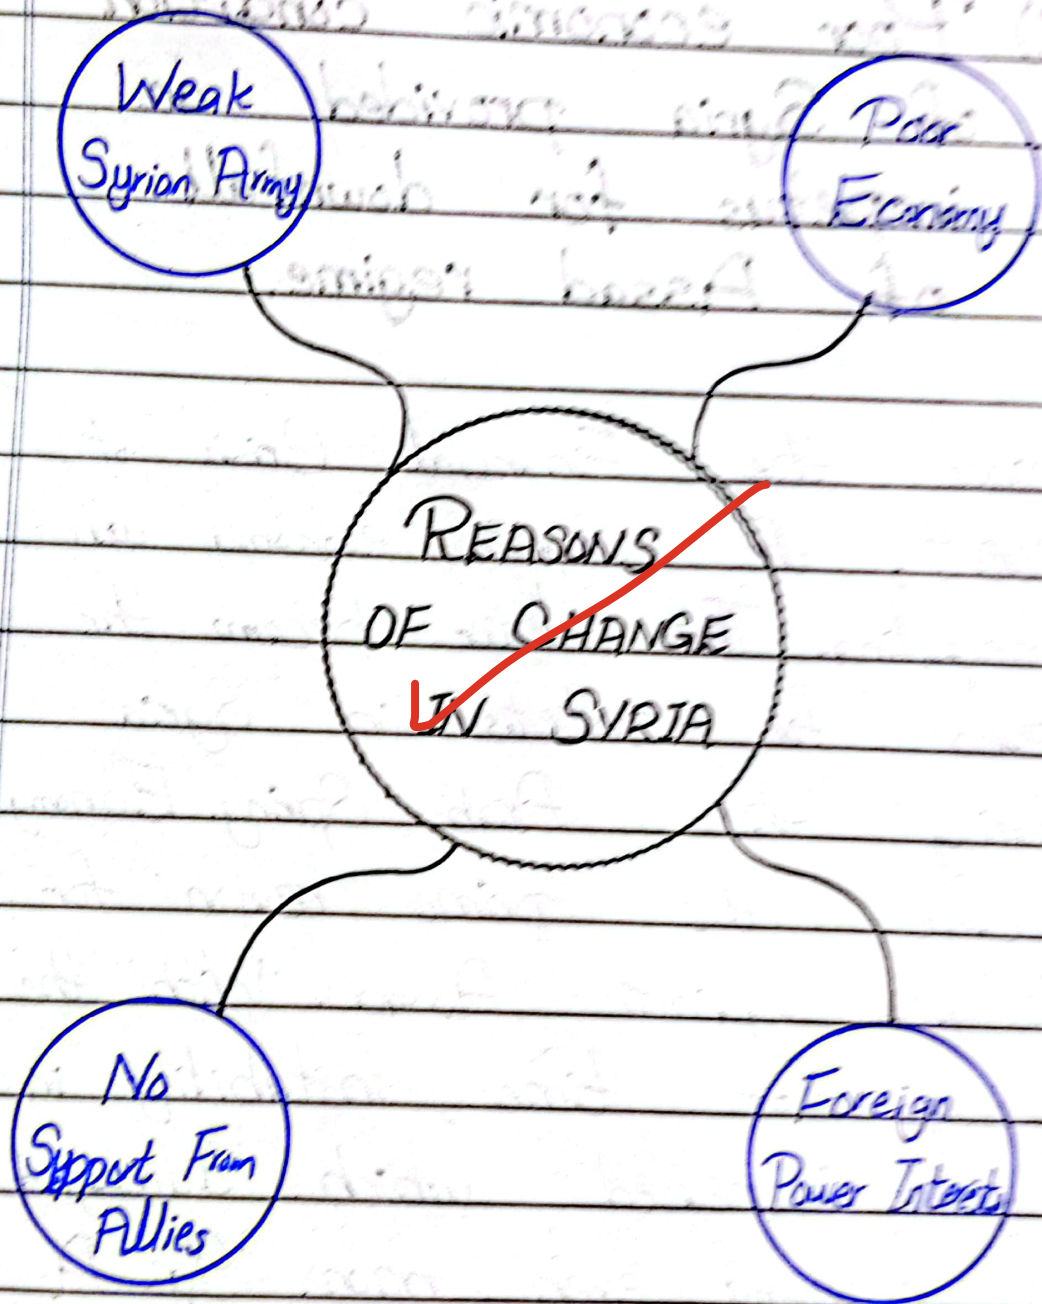 Weak
Syrian Army
Poor
Economy
REASONS
OF CHANGE
IN SYRIA
No
Support From
Allies
Foreign
Power Interests